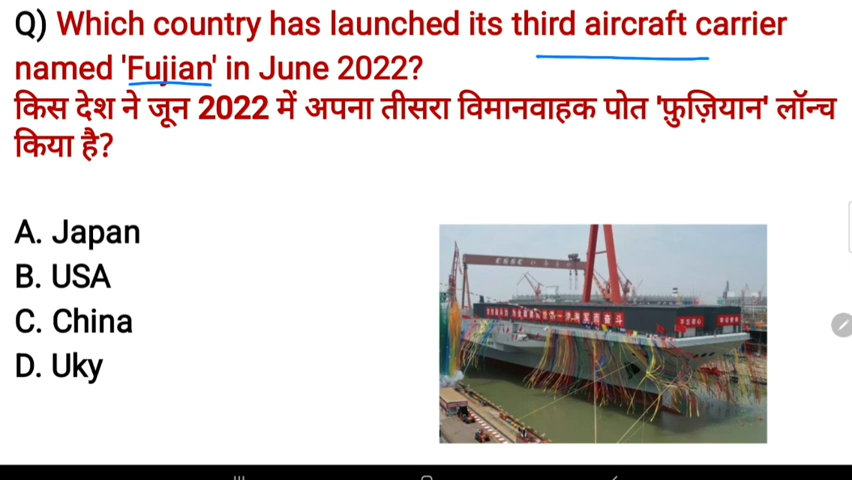 Q) Which country has launched its third aircraft carrier
named 'Fujian' in June 2022?
किस देश ने जून 2022 में अपना तीसरा विमानवाहक पोत 'फ़ुज़ियान' लॉन्च
किया है?
A. Japan
B. USA
C. China
D. Uky
CSSC